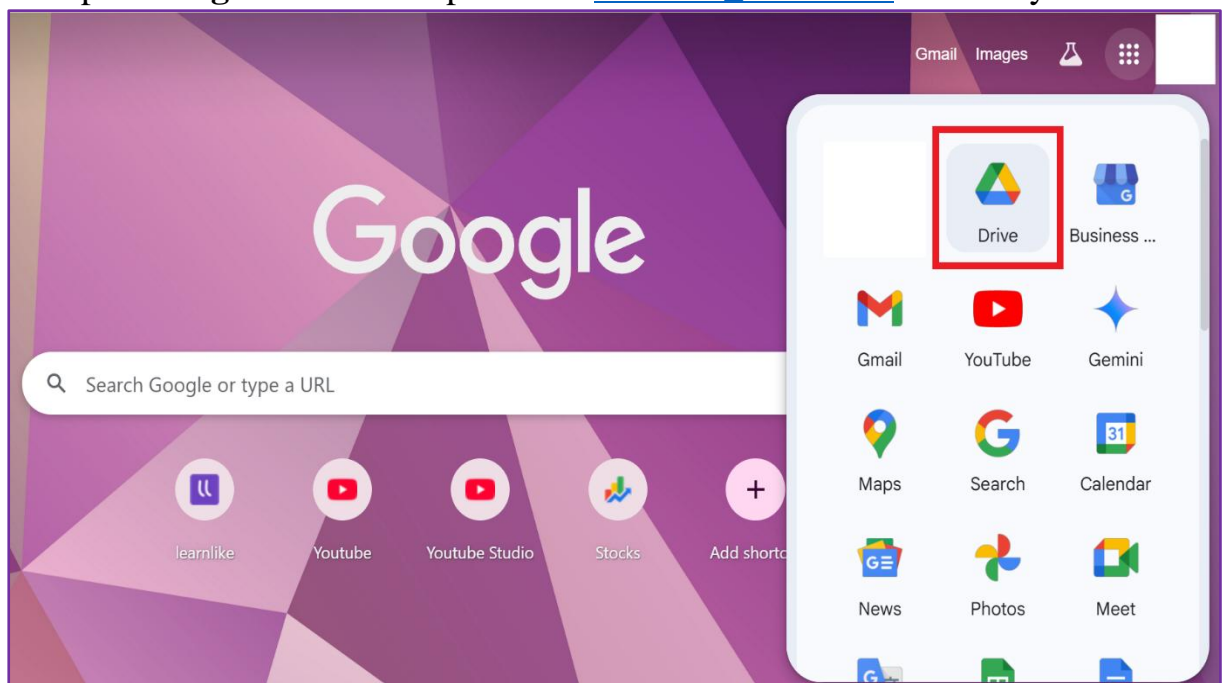 Gmail Images
Google
Search Google or type a URL
learnlike Youtube Youtube Studio Stocks Add shortc
Drive Business ...
Gmail YouTube Gemini
Maps Search Calendar
31
News Photos Meet